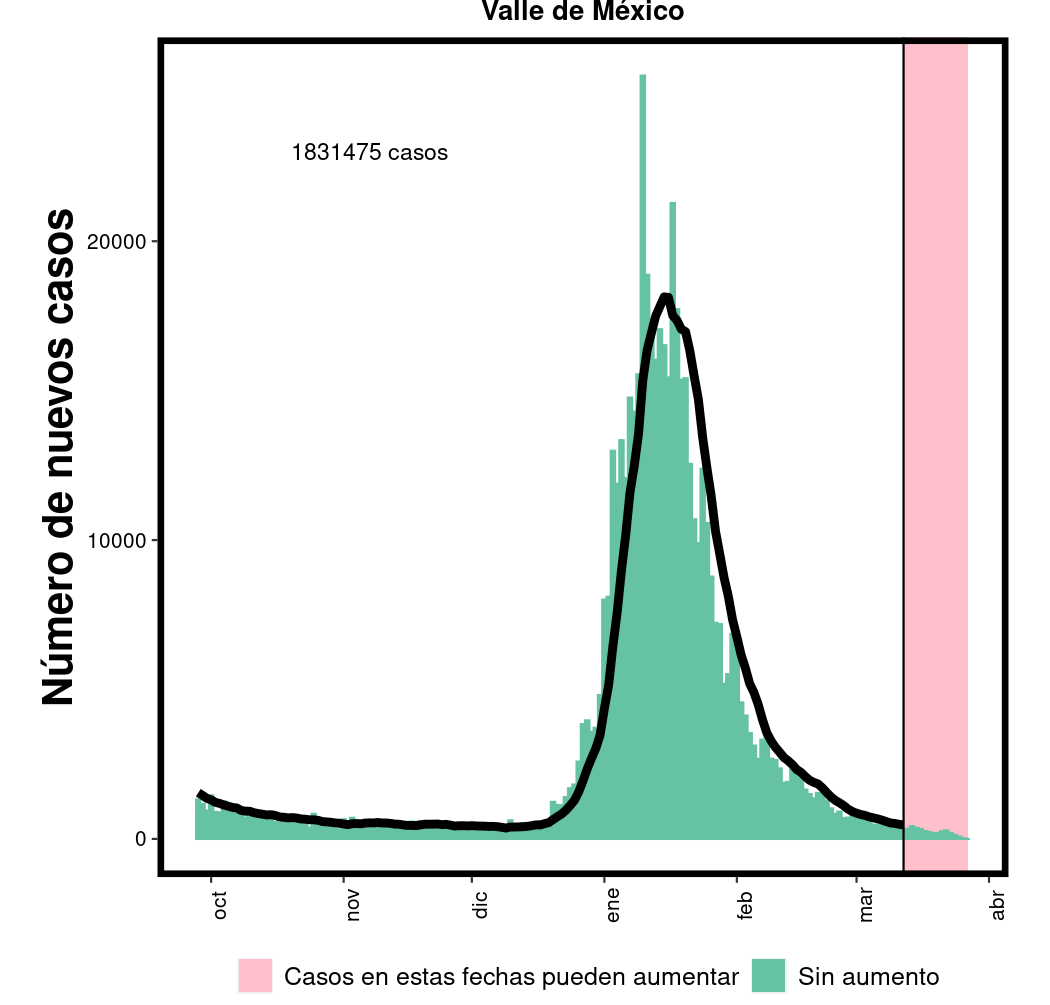 Valle de México
1831475 casos
Número de nuevos casos
20000
10000
0
oct
nov
dic
ene
feb
mar
abr
Casos en estas fechas pueden aumentar
Sin aumento